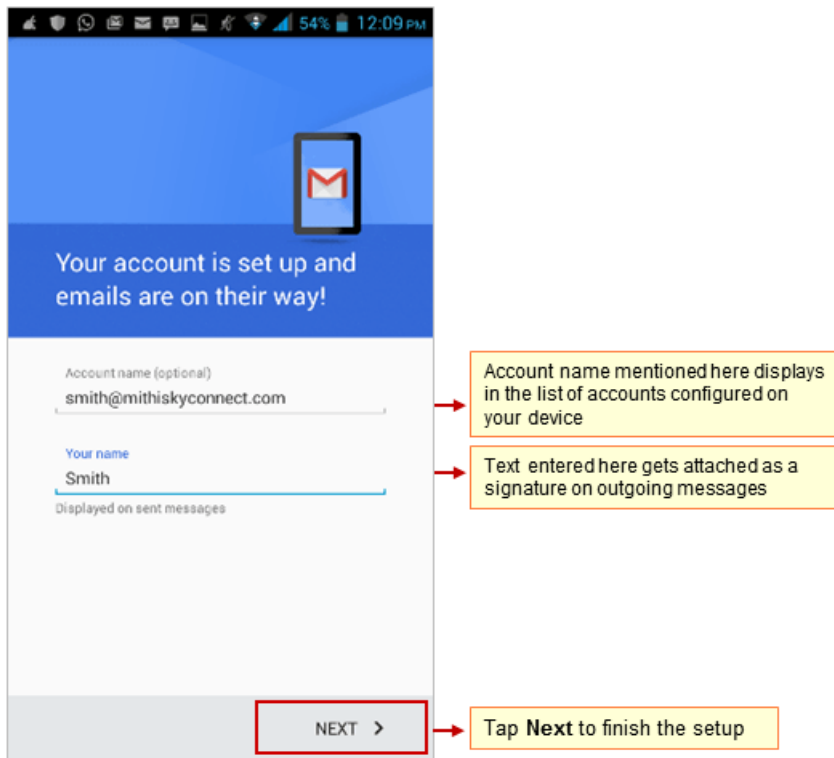 54% 12:09 PM
Your account is set up and
emails are on their way!
Account name (optional)
smith@mithiskyconnect.com
Your name
Smith
Displayed on sent messages
NEXT
Account name mentioned here displays
in the list of accounts configured on
your device
Text entered here gets attached as a
signature on outgoing messages
Tap Next to finish the setup